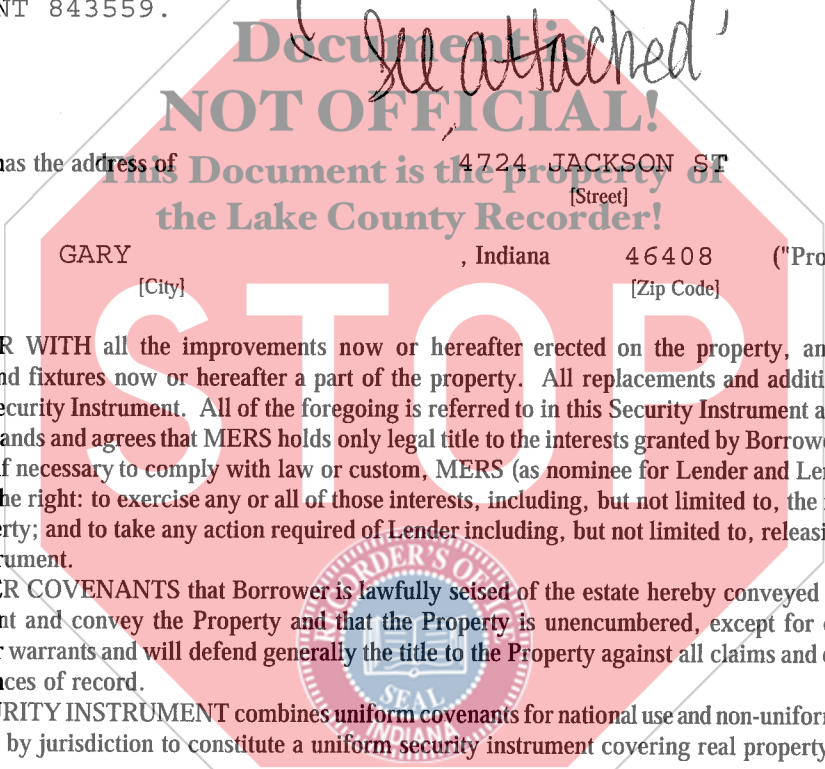 NT 843559.
'See attached'
Document is
NOT OFFICIAL!
has the address of 4724 JACKSON ST
This Document is the property of
[Street]
the Lake County Recorder!
GARY , Indiana 46408 ("Pro
[City] [Zip Code]
STOP
R WITH all the improvements now or hereafter erected on the property, an
nd fixtures now or hereafter a part of the property. All replacements and additi
ecurity Instrument. All of the foregoing is referred to in this Security Instrument a
ands and agrees that MERS holds only legal title to the interests granted by Borrowe
f necessary to comply with law or custom, MERS (as nominee for Lender and Le
he right: to exercise any or all of those interests, including, but not limited to, the
rty; and to take any action required of Lender including, but not limited to, releasi
rument.
ER COVENANTS that Borrower is lawfully seised of the estate hereby conveyed
nt and convey the Property and that the Property is unencumbered, except for
r warrants and will defend generally the title to the Property against all claims and
nces of record.
URITY INSTRUMENT combines uniform covenants for national use and non-unifor
by jurisdiction to constitute a uniform security instrument covering real property
RECORDER'S OFFICE
SEAL
INDIANA